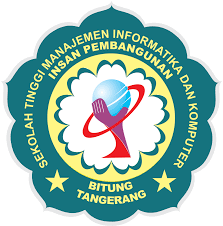 SEKOLAH TINGGI MANAJEMEN INFORMATIKA DAN KOMPUTER
INSAN PEMBANGUNAN
BITUNG
TANGERANG